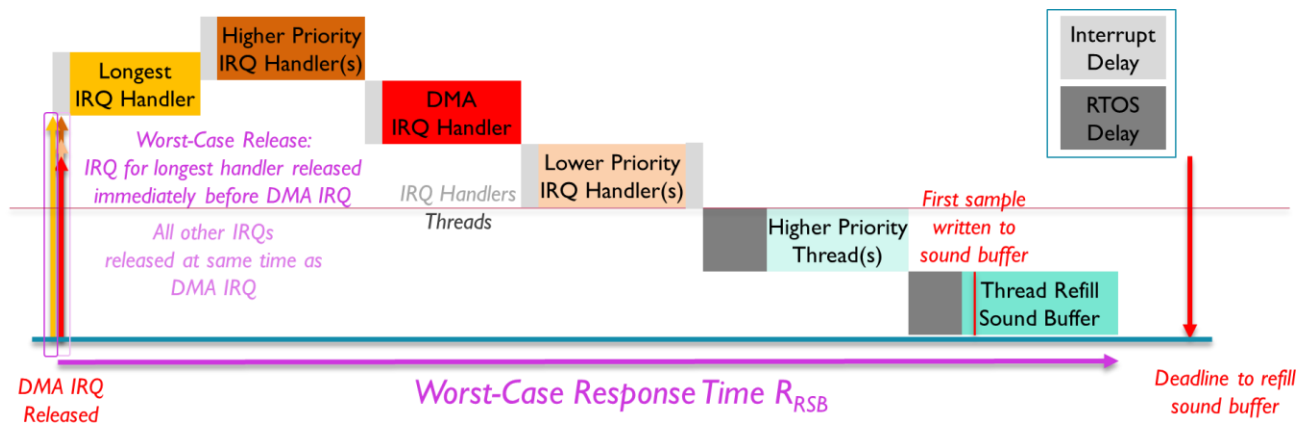 Higher Priority
IRQ Handler(s)
Longest
IRQ Handler
DMA
IRQ Handler
Interrupt
Delay
RTOS
Delay
Worst-Case Release:
IRQ for longest handler released
immediately before DMA IRQ
Lower Priority
IRQ Handler(s)
IRQ Handlers
Threads
All other IRQs
released at same time as
DMA IRQ
Higher Priority
Thread(s)
First sample
written to
sound buffer
Thread Refill
Sound Buffer
DMA IRQ
Released
Worst-Case Response Time RRSB
Deadline to refill
sound buffer